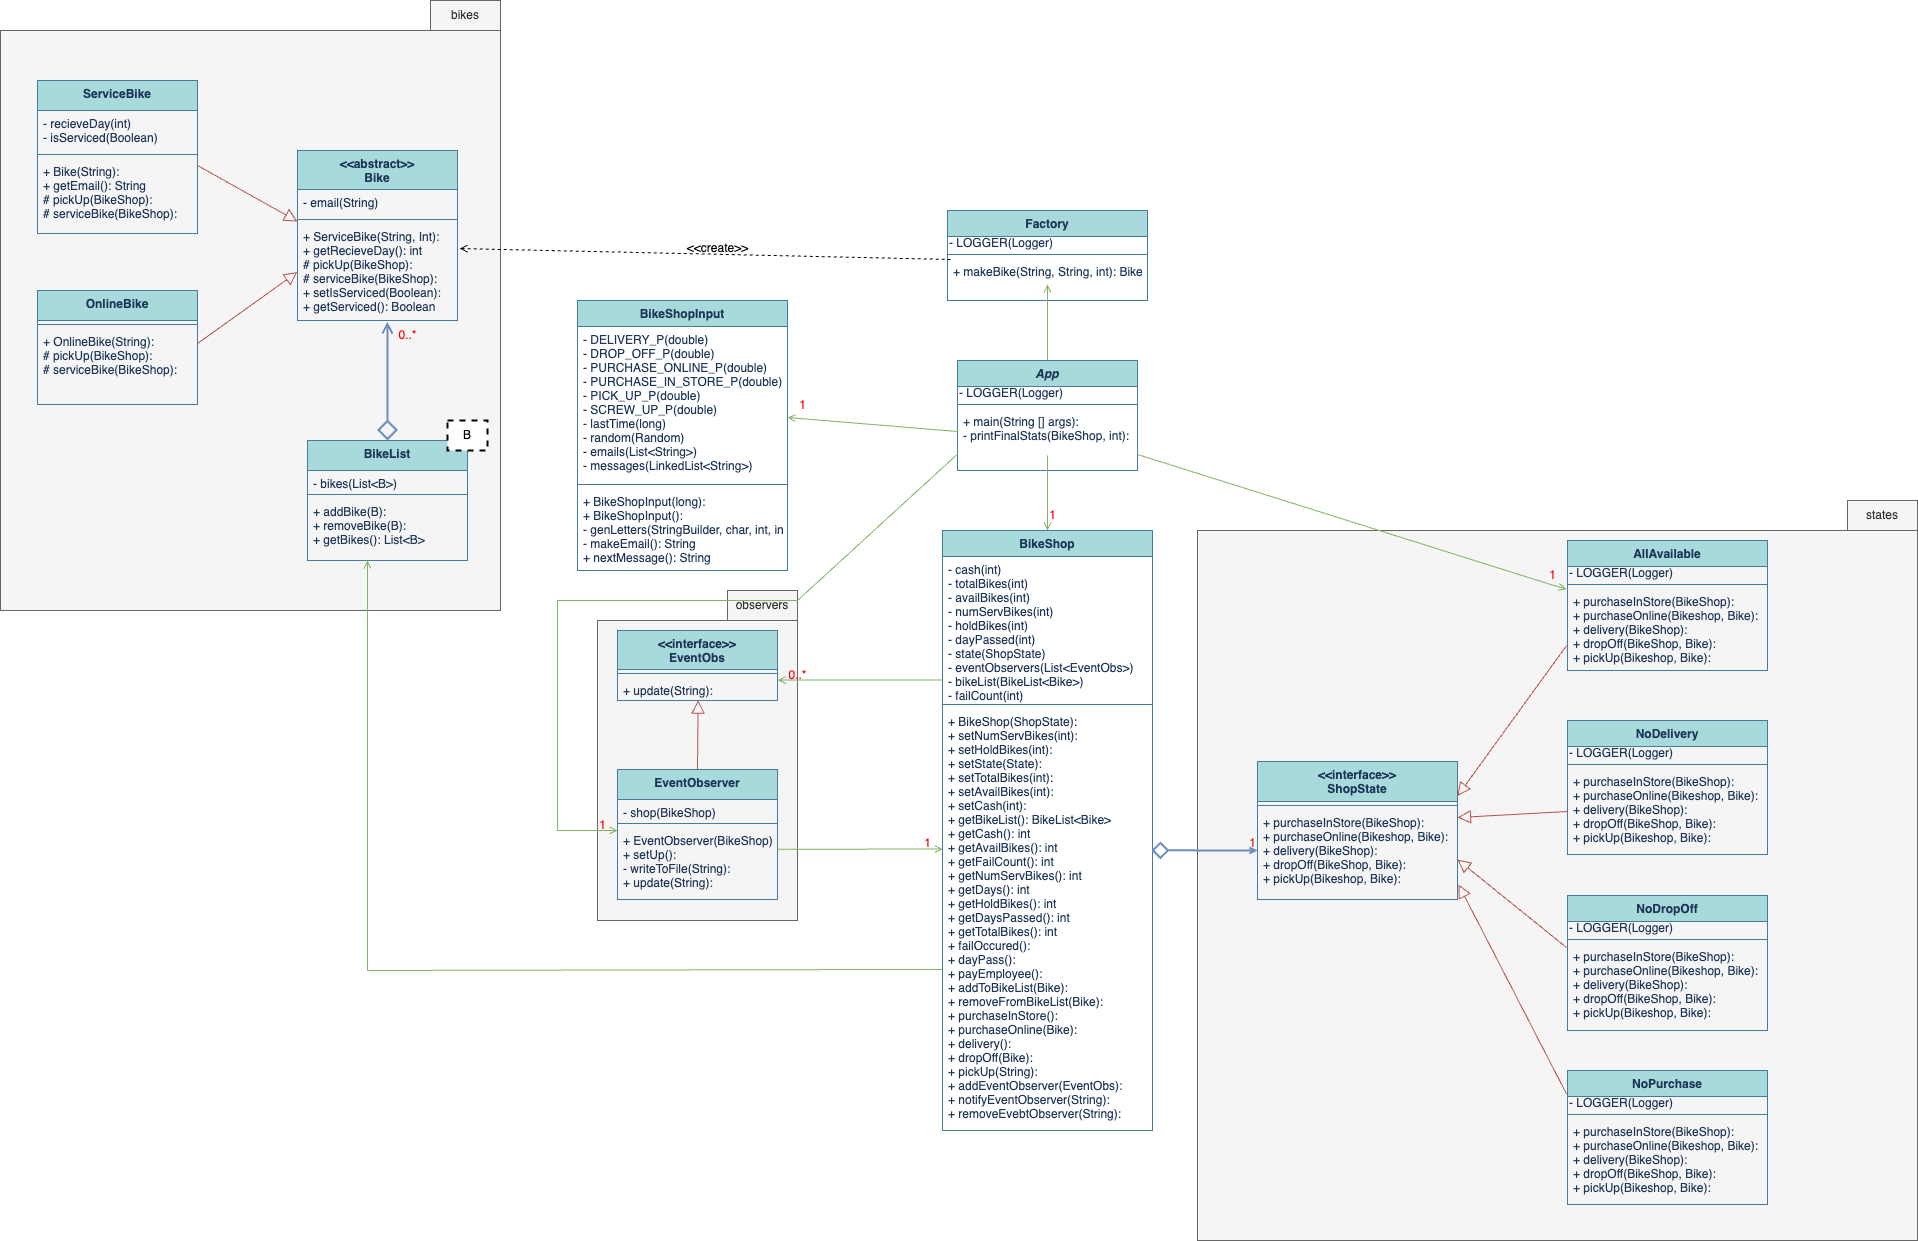 bikes
ServiceBike
- recieveDay(int)
- isServiced(Boolean)
+ Bike(String):
+ getEmail(): String
# pickUp(BikeShop):
# serviceBike(BikeShop):
<<abstract>>
Bike
- email(String)
+ ServiceBike(String, Int):
+ getRecieveDay(): int
# pickUp(BikeShop):
# serviceBike(BikeShop):
+ setIsServiced(Boolean):
+ getServiced(): Boolean
OnlineBike
+ OnlineBike(String):
# pickUp(BikeShop):
# serviceBike(BikeShop):
0..*
B
BikeList
- bikes(List<B>)
+ addBike(B):
+ removeBike(B):
+ getBikes(): List<B>
<<create>>
Factory
- LOGGER(Logger)
+ makeBike(String, String, int): Bike
BikeShopInput
- DELIVERY_P(double)
- DROP_OFF_P(double)
- PURCHASE_ONLINE_P(double)
- PURCHASE_IN_STORE_P(double)
- PICK_UP_P(double)
- SCREW_UP_P(double)
- lastTime(long)
- random(Random)
- emails(List<String>)
- messages(LinkedList<String>)
+ BikeShopInput(long):
+ BikeShopInput():
- genLetters(StringBuilder, char, int, in
- makeEmail(): String
+ nextMessage(): String
1
App
- LOGGER(Logger)
+ main(String [] args):
- printFinalStats(BikeShop, int):
1
observers
<<interface>>
EventObs
+ update(String):
0..*
EventObserver
- shop(BikeShop)
+ EventObserver(BikeShop)
+ setUp():
- writeToFile(String):
+ update(String):
1
1
BikeShop
- cash(int)
- totalBikes(int)
- availBikes(int)
- numServBikes(int)
- holdBikes(int)
- dayPassed(int)
- state(ShopState)
- eventObservers(List<EventObs>)
- bikeList(BikeList<Bike>)
- failCount(int)
+ BikeShop(ShopState):
+ setNumServBikes(int):
+ setHoldBikes(int):
+ setState(State):
+ setTotalBikes(int):
+ setAvailBikes(int):
+ setCash(int):
+ getBikeList(): BikeList<Bike>
+ getCash(): int
+ getAvailBikes(): int
+ getFailCount(): int
+ getNumServBikes(): int
+ getDays(): int
+ getHoldBikes(): int
+ getDaysPassed(): int
+ getTotalBikes(): int
+ failOccured():
+ dayPass():
+ payEmployee():
+ addToBikeList(Bike):
+ removeFromBikeList(Bike):
+ purchaseInStore():
+ purchaseOnline(Bike):
+ delivery():
+ dropOff(Bike):
+ pickUp(String):
+ addEventObserver(EventObs):
+ notifyEventObserver(String):
+ removeEvebtObserver(String):
states
1
<<interface>>
ShopState
+ purchaseInStore(BikeShop):
+ purchaseOnline(Bikeshop, Bike):
+ delivery(BikeShop):
+ dropOff(BikeShop, Bike):
+ pickUp(Bikeshop, Bike):
1
AllAvailable
- LOGGER(Logger)
+ purchaseInStore(BikeShop):
+ purchaseOnline(Bikeshop, Bike):
+ delivery(BikeShop):
+ dropOff(BikeShop, Bike):
+ pickUp(Bikeshop, Bike):
NoDelivery
- LOGGER(Logger)
+ purchaseInStore(BikeShop):
+ purchaseOnline(Bikeshop, Bike):
+ delivery(BikeShop):
+ dropOff(BikeShop, Bike):
+ pickUp(Bikeshop, Bike):
NoDropOff
- LOGGER(Logger)
+ purchaseInStore(BikeShop):
+ purchaseOnline(Bikeshop, Bike):
+ delivery(BikeShop):
+ dropOff(BikeShop, Bike):
+ pickUp(Bikeshop, Bike):
NoPurchase
- LOGGER(Logger)
+ purchaseInStore(BikeShop):
+ purchaseOnline(Bikeshop, Bike):
+ delivery(BikeShop):
+ dropOff(BikeShop, Bike):
+ pickUp(Bikeshop, Bike):